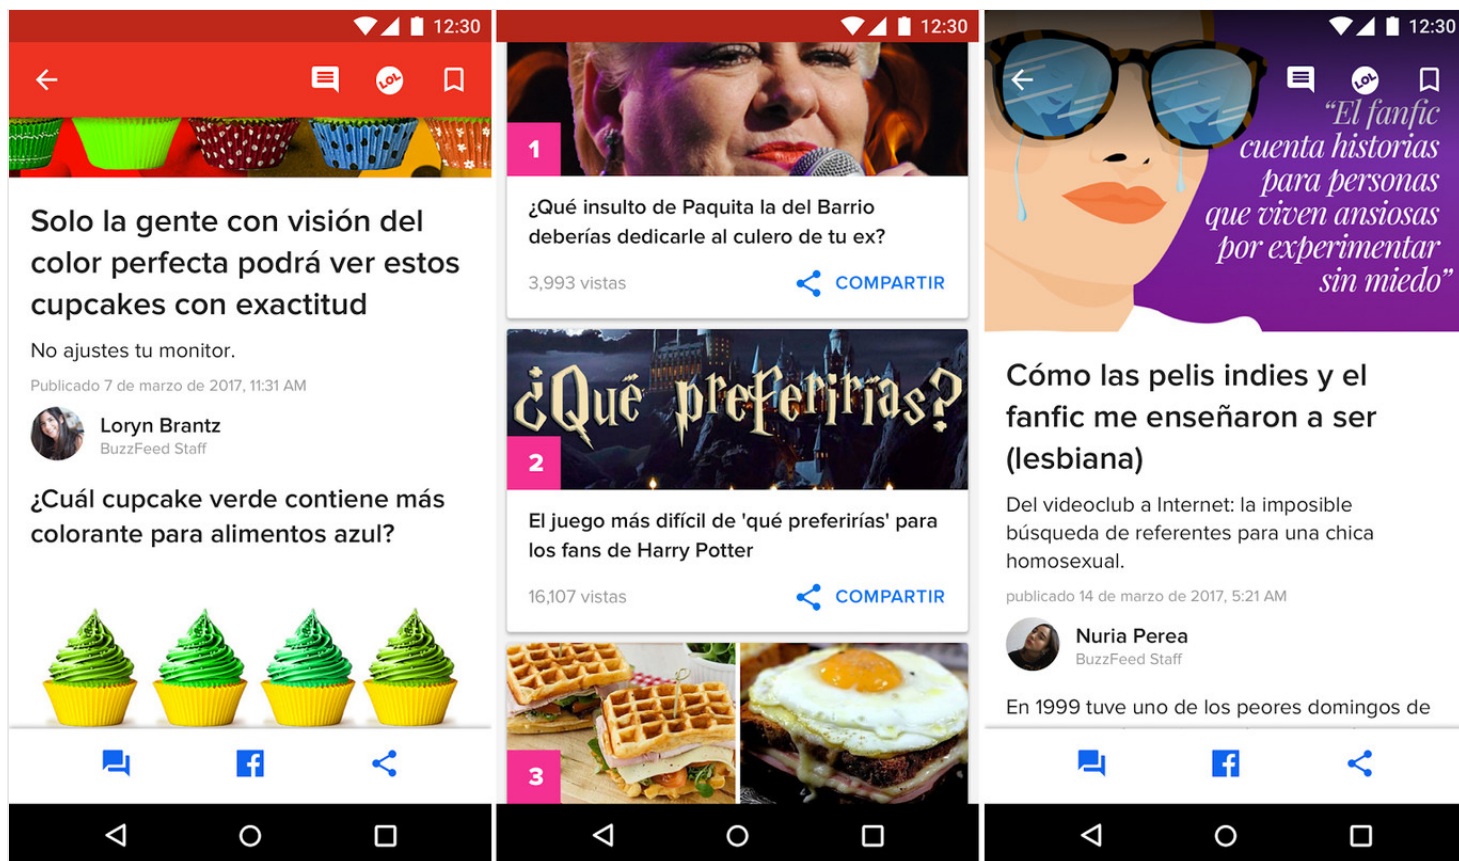 12:30
LOL
Solo la gente con visión del
color perfecta podrá ver estos
cupcakes con exactitud
No ajustes tu monitor.
Publicado 7 de marzo de 2017, 11:31 AM
Loryn Brantz
BuzzFeed Staff
¿Cuál cupcake verde contiene más
colorante para alimentos azul?
12:30
1
¿Qué insulto de Paquita la del Barrio
deberías dedicarle al culero de tu ex?
3,993 vistas
COMPARTIR
¿Qué preferirías?
2
El juego más difícil de 'qué preferirías' para
los fans de Harry Potter
16,107 vistas
COMPARTIR
3
12:30
LOL
“El fanfic
cuenta historias
para personas
que viven ansiosas
por experimentar
sin miedo”
Cómo las pelis indies y el
fanfic me enseñaron a ser
(lesbiana)
Del videoclub a Internet: la imposible
búsqueda de referentes para una chica
homosexual.
publicado 14 de marzo de 2017, 5:21 AM
Nuria Perea
BuzzFeed Staff
En 1999 tuve uno de los peores domingos de